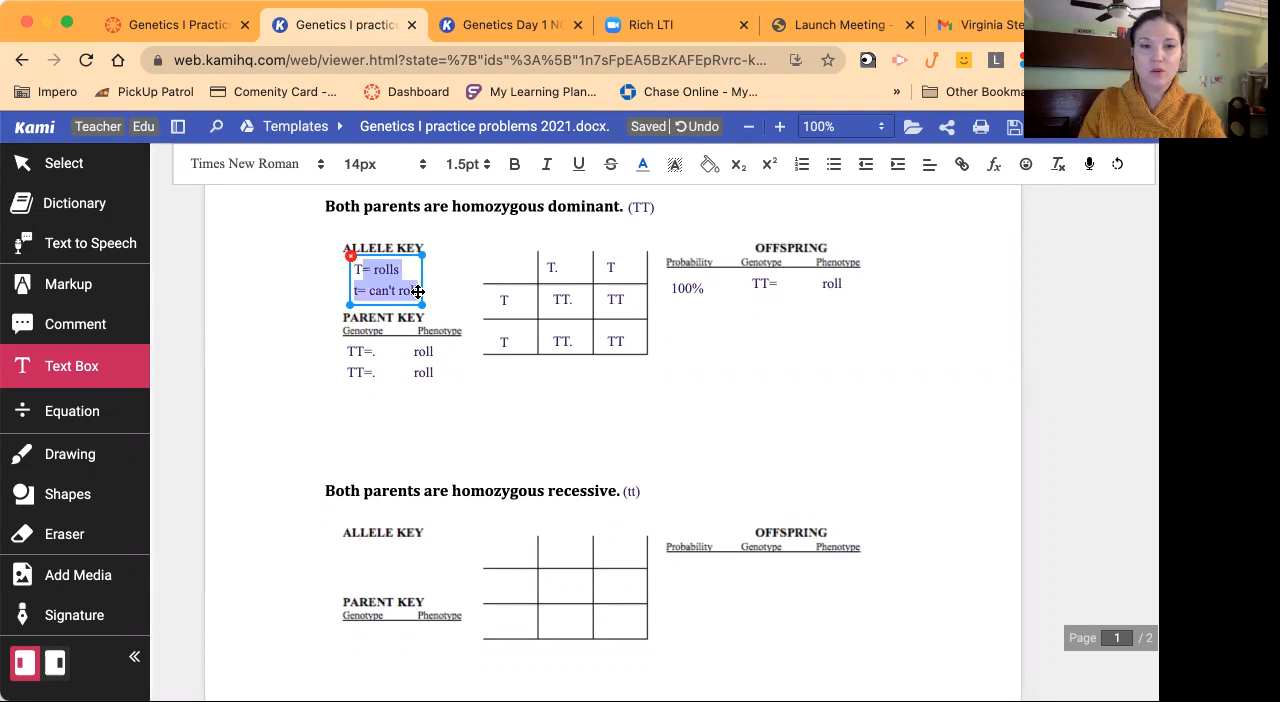 Genetics I Practic
Genetics I practice
Genetics Day 1 NO
Rich LTI
Launch Meeting -
Virginia Ste
web.kamihq.com/web/viewer.html?state=%7B"ids"%3A%5B"1n7sFpEA5BzKAFEpRvrc-k...
Impero
PickUp Patrol
Comenity Card -...
Dashboard
My Learning Plan...
Chase Online - My...
»
Other Bookma
Kami
Teacher
Edu
Templates
Genetics I practice problems 2021.docx.
Saved
Undo
100%
Select
Dictionary
Text to Speech
Markup
Comment
Text Box
Equation
Drawing
Shapes
Eraser
Add Media
Signature
Times New Roman
14px
1.5pt
Both parents are homozygous dominant. (TT)
ALLELE KEY
T= rolls
t= can't roll
PARENT KEY
Genotype Phenotype
TT=. roll
TT=. roll
T. T
T TT. TT
T TT. TT
OFFSPRING
Probability Genotype Phenotype
100% TT= roll
Both parents are homozygous recessive. (tt)
ALLELE KEY
PARENT KEY
Genotype Phenotype
OFFSPRING
Probability Genotype Phenotype
Page 1 / 2